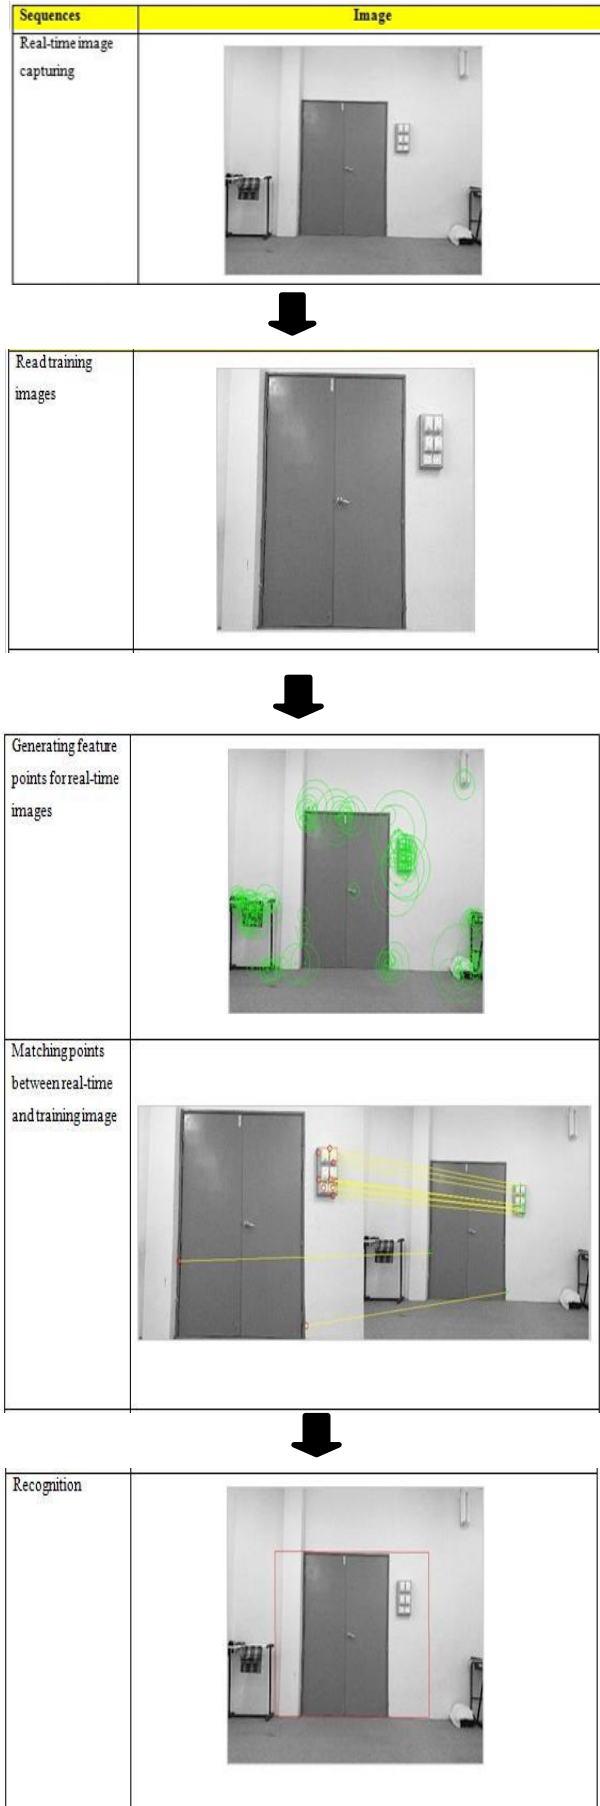 Sequences Image
Real-time image
capturing
Read training
images
Generating feature
points for real-time
images
Matching points
between real-time
and training image
Recognition